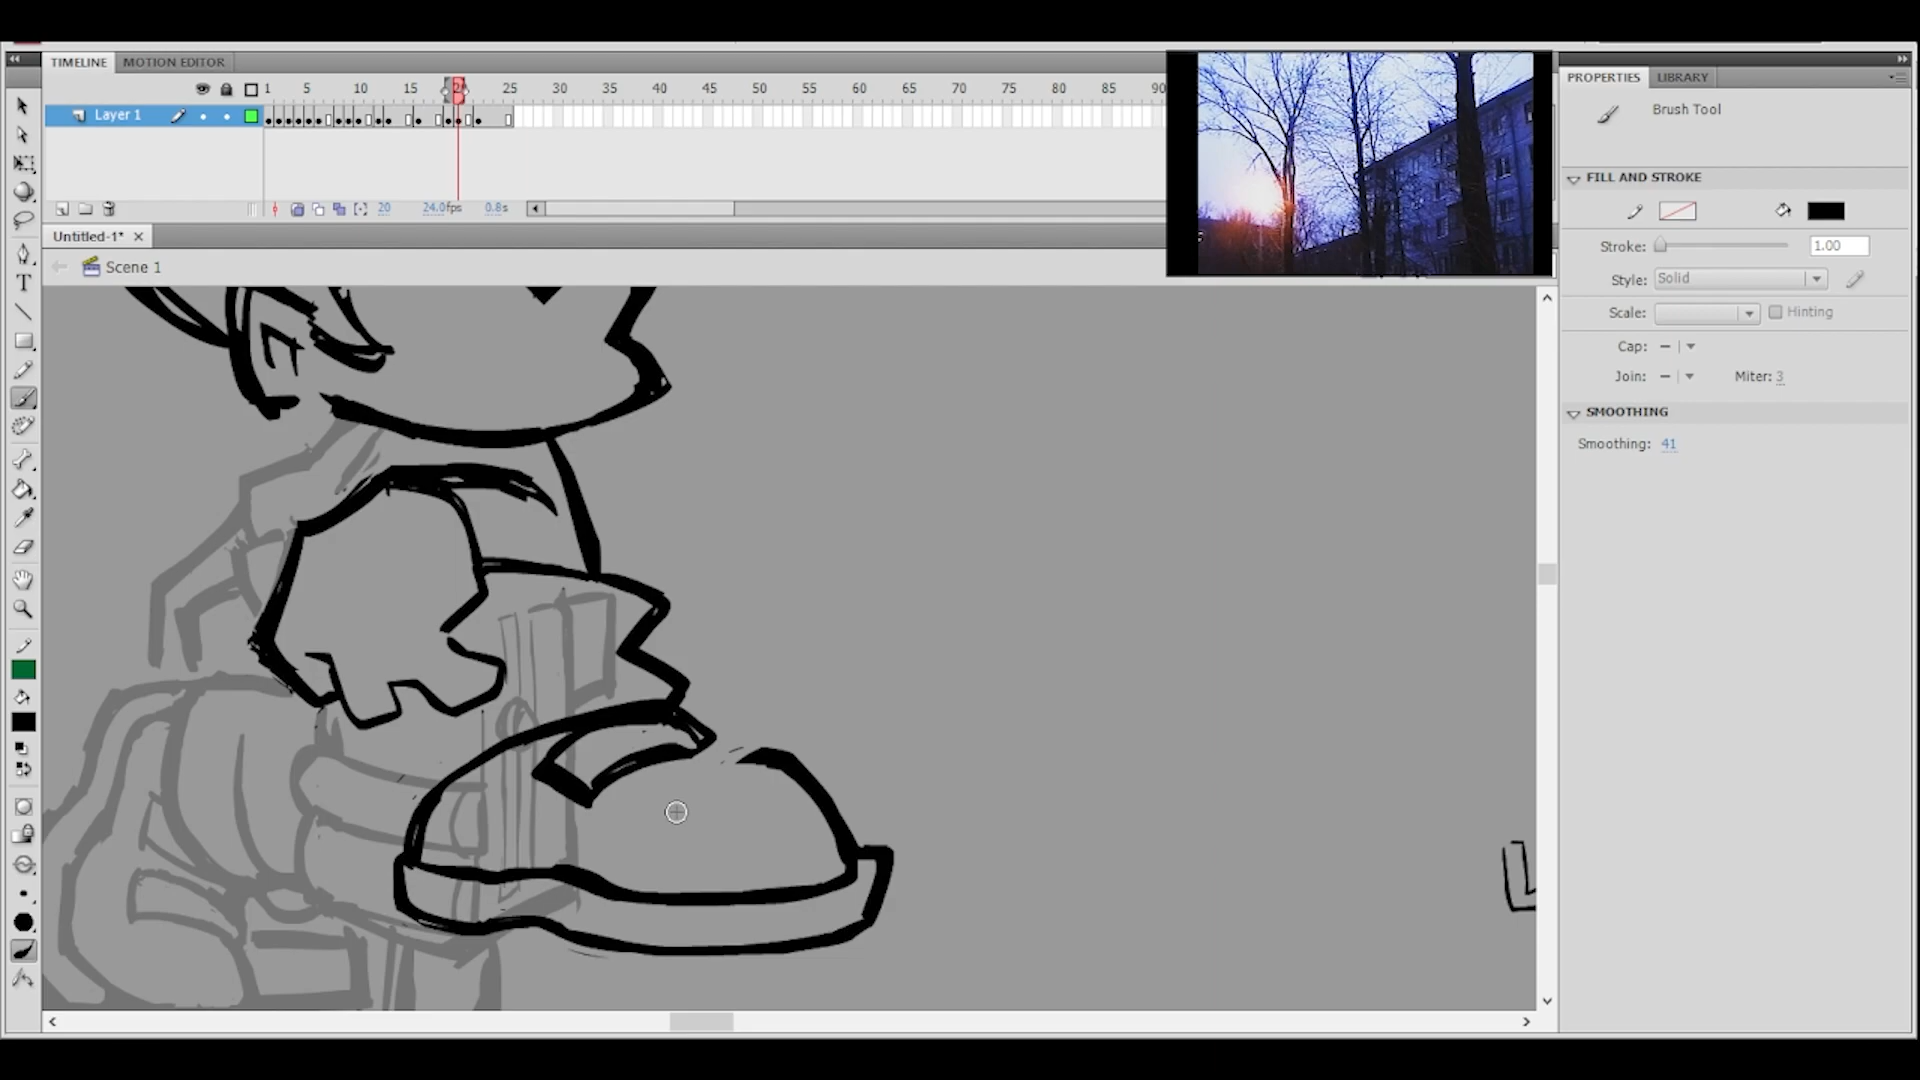 TIMELINE MOTION EDITOR
1 5 10 15 20 25 30 35 40 45 50 55 60 65 70 75 80 85 90
Layer 1
20 24.0fps 0.8s
Untitled-1*
Scene 1
PROPERTIES LIBRARY
Brush Tool
FILL AND STROKE
Stroke: 1.00
Style: Solid
Scale: Hinting
Cap:
Join: Miter: 3
SMOOTHING
Smoothing: 41